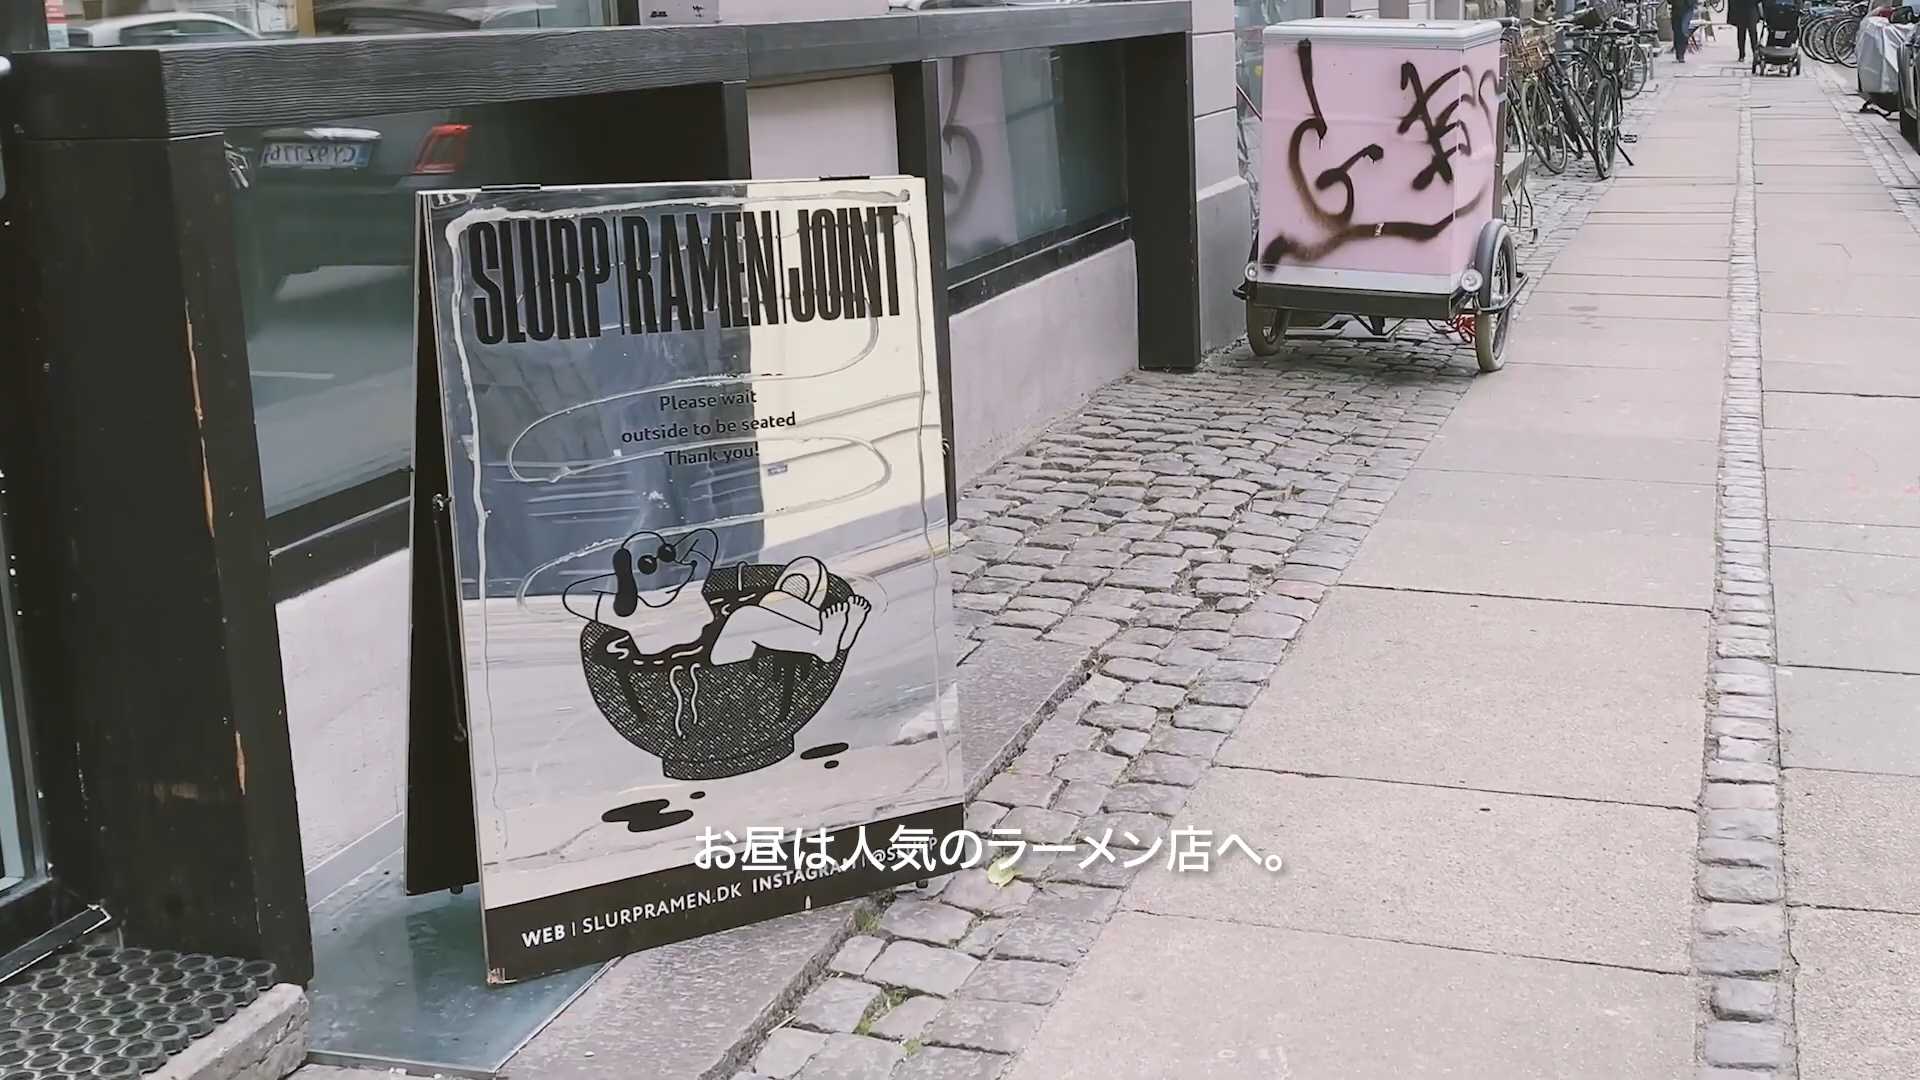 SLURP|RAMEN|JOINT
Please wait
outside to be seated
Thank you!
お昼は人気のラーメン店へ。
WEB | SLURPRAMEN.DK INSTAGRAM | @SLURP